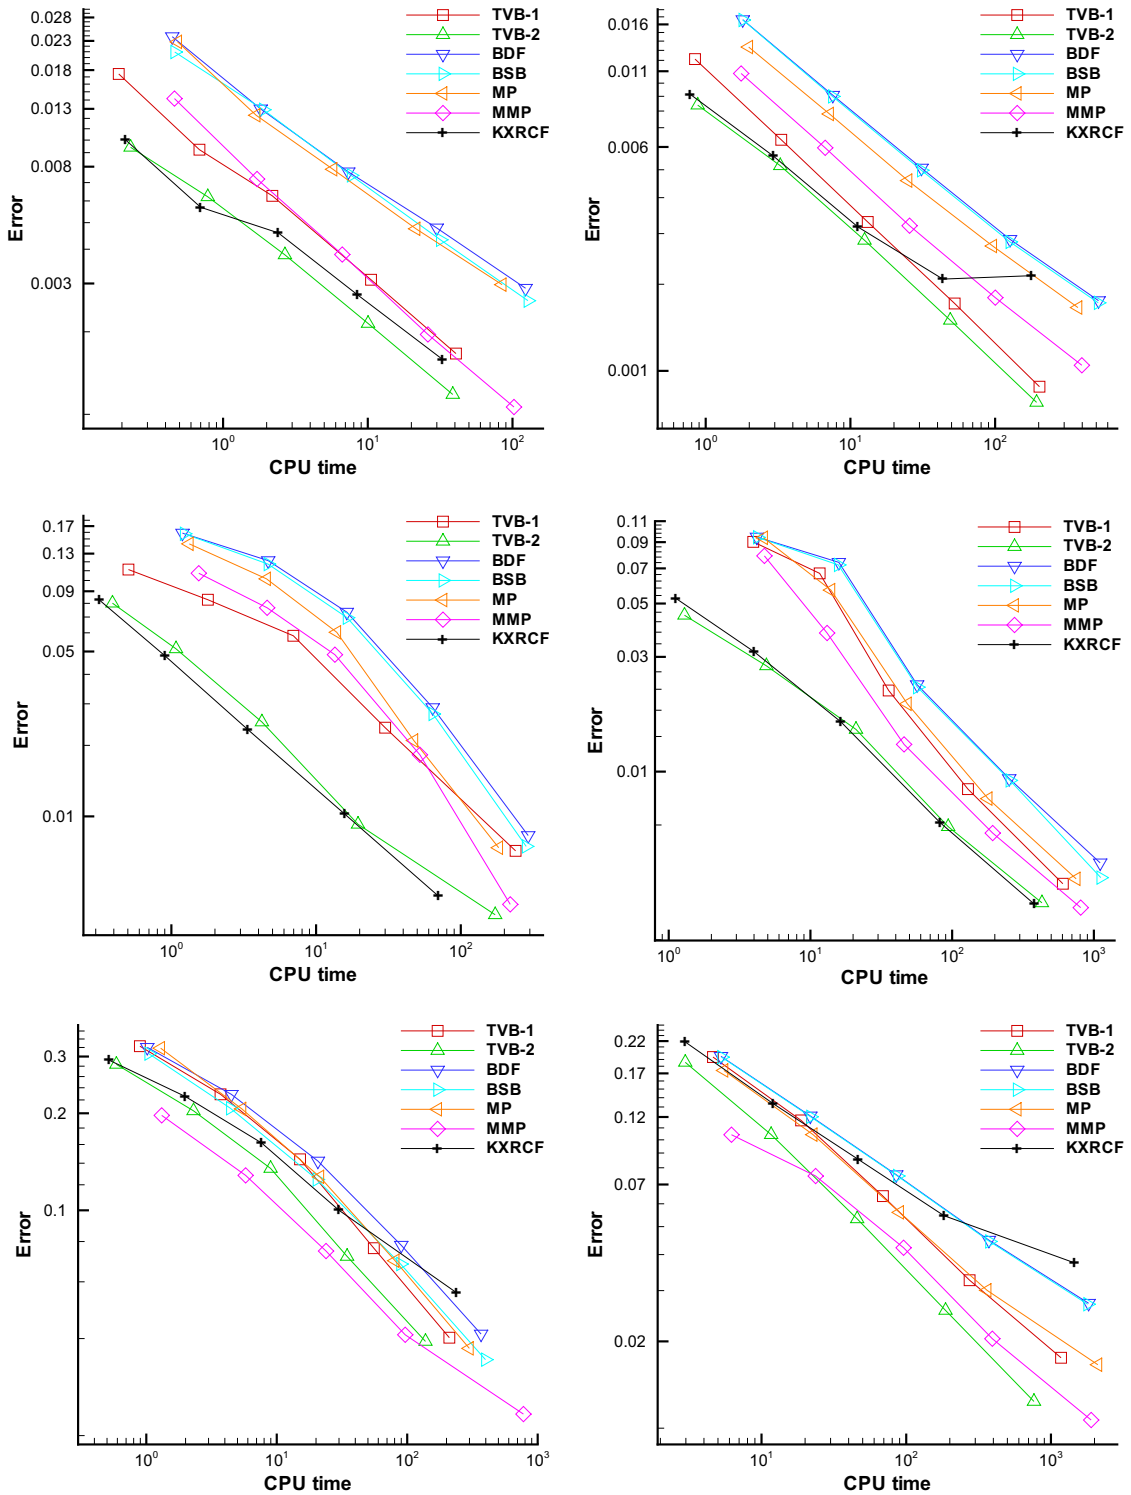 0.028
0.023
0.018
0.013
0.008
0.003
Error
10^0
10^1
10^2
CPU time
TVB-1
TVB-2
BDF
BSB
MP
MMP
KXRCF
0.016
0.011
0.006
0.001
Error
10^0
10^1
10^2
CPU time
TVB-1
TVB-2
BDF
BSB
MP
MMP
KXRCF
0.17
0.13
0.09
0.05
0.01
Error
10^0
10^1
10^2
CPU time
TVB-1
TVB-2
BDF
BSB
MP
MMP
KXRCF
0.11
0.09
0.07
0.05
0.03
0.01
Error
10^0
10^1
10^2
10^3
CPU time
TVB-1
TVB-2
BDF
BSB
MP
MMP
KXRCF
0.3
0.2
0.1
Error
10^0
10^1
10^2
10^3
CPU time
TVB-1
TVB-2
BDF
BSB
MP
MMP
KXRCF
0.22
0.17
0.12
0.07
0.02
Error
10^1
10^2
10^3
CPU time
TVB-1
TVB-2
BDF
BSB
MP
MMP
KXRCF